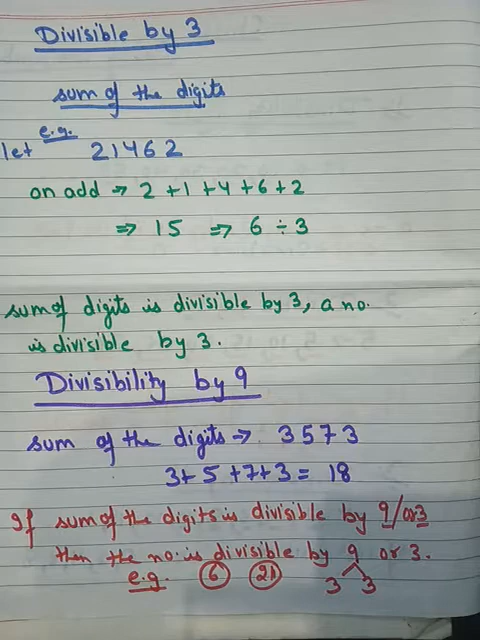 Divisible by 3
sum of the digits
e.g.
let 21462
on add → 2 +1 +4 +6 +2
⇒ 15 ⇒ 6 ÷ 3
sum of digits is divisible by 3, a no.
is divisible by 3.
Divisibility by 9
sum of the digits → 3573
3+ 5 +7+3 = 18
If sum of the digits is divisible by 9/or 3
then the no. is divisible by 9 or 3.
e.g. 6 21 3 3